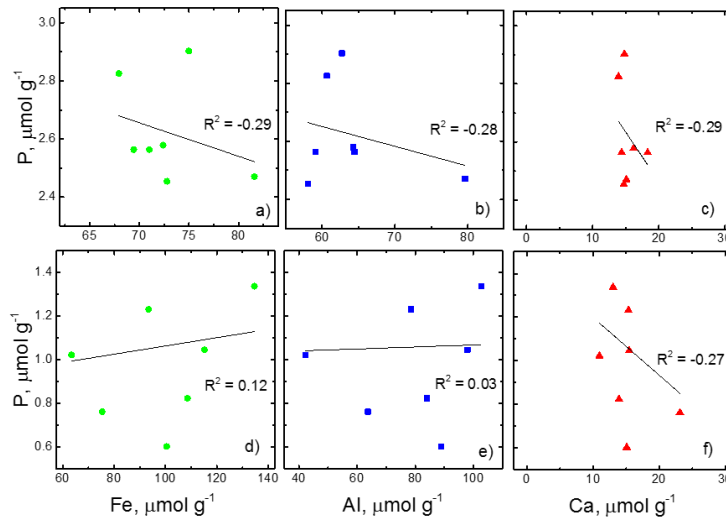 3.0
2.8
2.6
2.4
P, µmol g⁻¹
R² = -0.29
a)
65 70 75 80
R² = -0.28
b)
60 70 80
R² = -0.29
c)
0 10 20 30
1.4
1.2
1.0
0.8
0.6
P, µmol g⁻¹
R² = 0.12
d)
60 80 100 120 140
Fe, µmol g⁻¹
R² = 0.03
e)
40 60 80 100
Al, µmol g⁻¹
R² = -0.27
f)
0 10 20 30
Ca, µmol g⁻¹